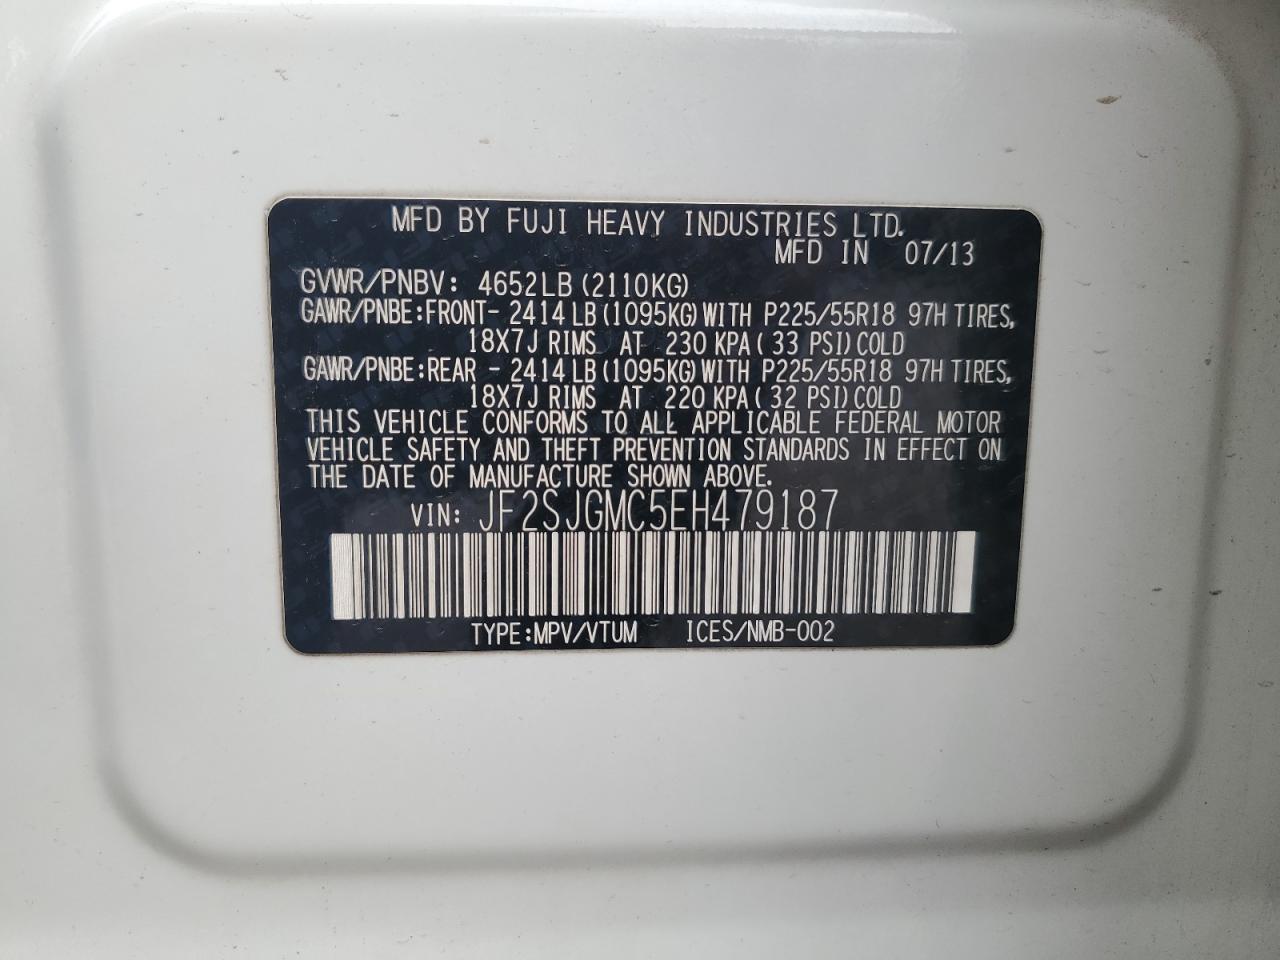 MFD BY FUJI HEAVY INDUSTRIES LTD.
MFD IN 07/13
GVWR/PNBV: 4652LB (2110KG)
GAWR/PNBE:FRONT- 2414LB(1095KG)WITH P225/55R18 97H TIRES,
18X7J RIMS AT 230 KPA( 33 PSI)COLD
GAWR/PNBE:REAR - 2414LB(1095KG)WITH P225/55R18 97H TIRES,
18X7J RIMS AT 220 KPA( 32 PSI)COLD
THIS VEHICLE CONFORMS TO ALL APPLICABLE FEDERAL MOTOR
VEHICLE SAFETY AND THEFT PREVENTION STANDARDS IN EFFECT ON
THE DATE OF MANUFACTURE SHOWN ABOVE.
VIN: JF2SJGMC5EH479187
TYPE:MPV/VTUM ICES/NMB-002